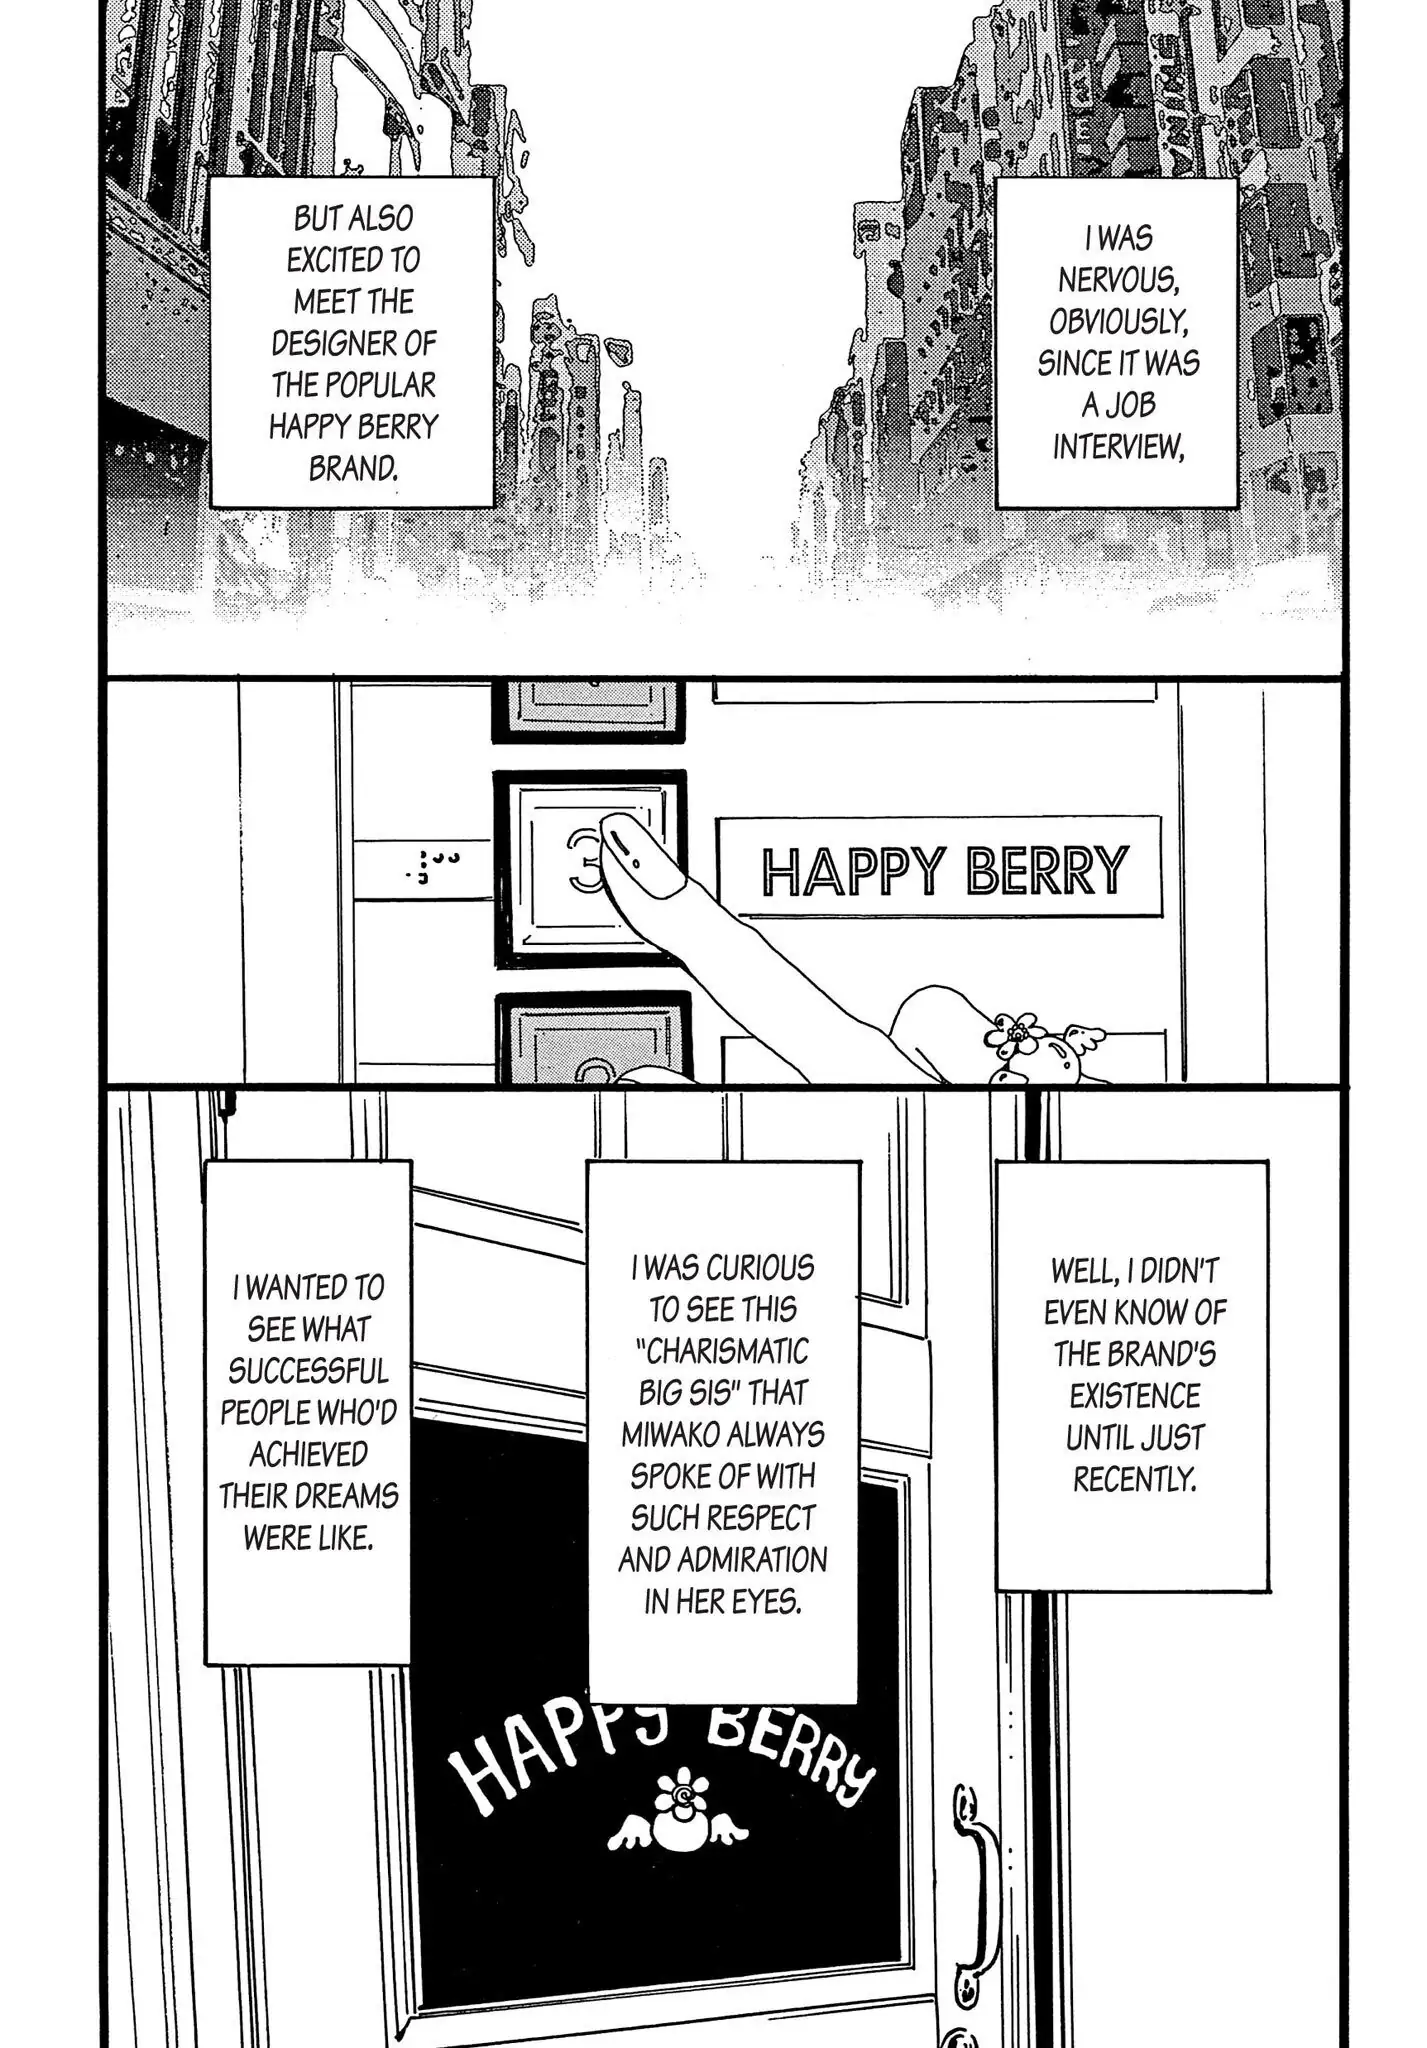 I WAS
NERVOUS,
OBVIOUSLY,
SINCE IT WAS
A JOB
INTERVIEW,
BUT ALSO
EXCITED TO
MEET THE
DESIGNER OF
THE POPULAR
HAPPY BERRY
BRAND.
3
HAPPY BERRY
WELL, I DIDN'T
EVEN KNOW OF
THE BRAND'S
EXISTENCE
UNTIL JUST
RECENTLY.
I WAS CURIOUS
TO SEE THIS
"CHARISMATIC
BIG SIS" THAT
MIWAKO ALWAYS
SPOKE OF WITH
SUCH RESPECT
AND ADMIRATION
IN HER EYES.
I WANTED TO
SEE WHAT
SUCCESSFUL
PEOPLE WHO'D
ACHIEVED
THEIR DREAMS
WERE LIKE.
HAPPY BERRY